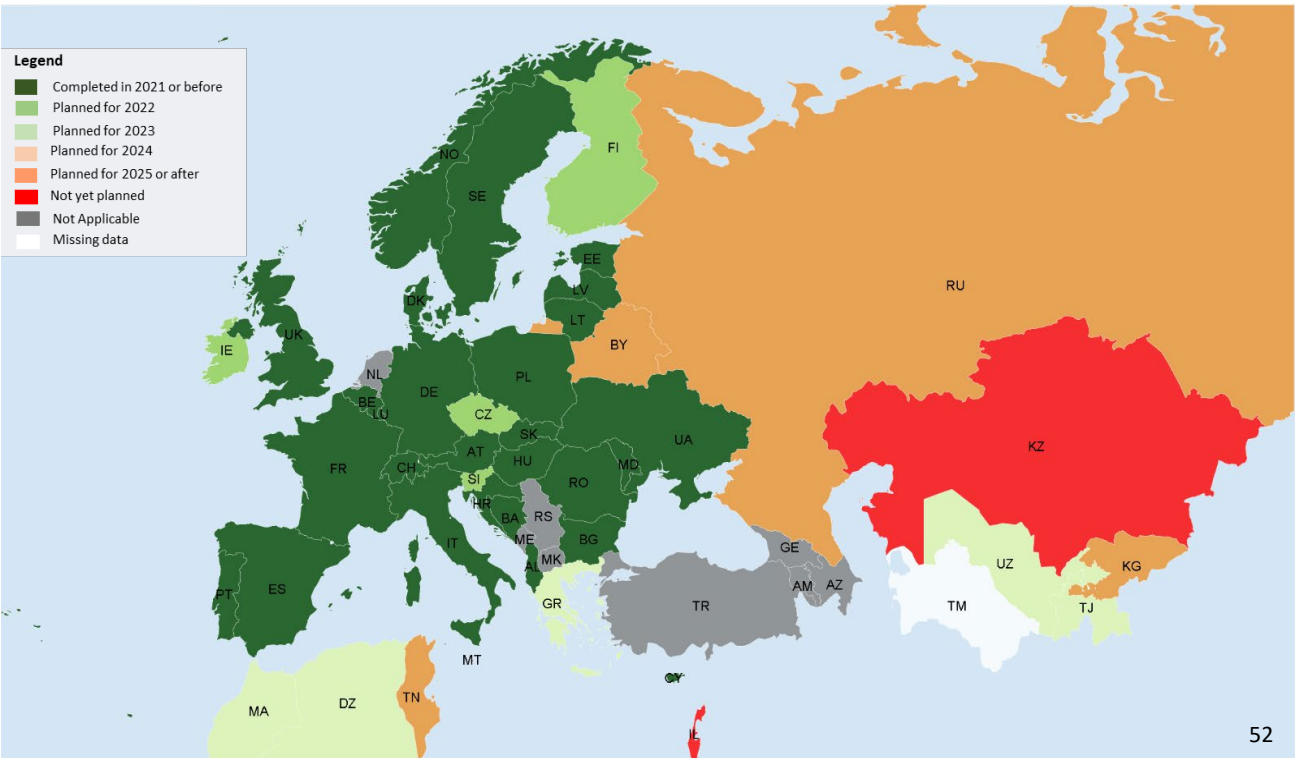 Legend
Completed in 2021 or before
Planned for 2022
Planned for 2023
Planned for 2024
Planned for 2025 or after
Not yet planned
Not Applicable
Missing data
FI
NO
SE
EE
RU
LV
DK
LT
UK
BY
IE
NL
PL
DE
BE
LU
CZ
SK
UA
KZ
AT
HU
FR
CH
MD
SI
RO
HR
RS
BA
ME
BG
IT
GE
MK
UZ
KG
AL
AM
AZ
ES
PT
GR
TR
TM
TJ
MT
CY
TN
DZ
MA
IL
52